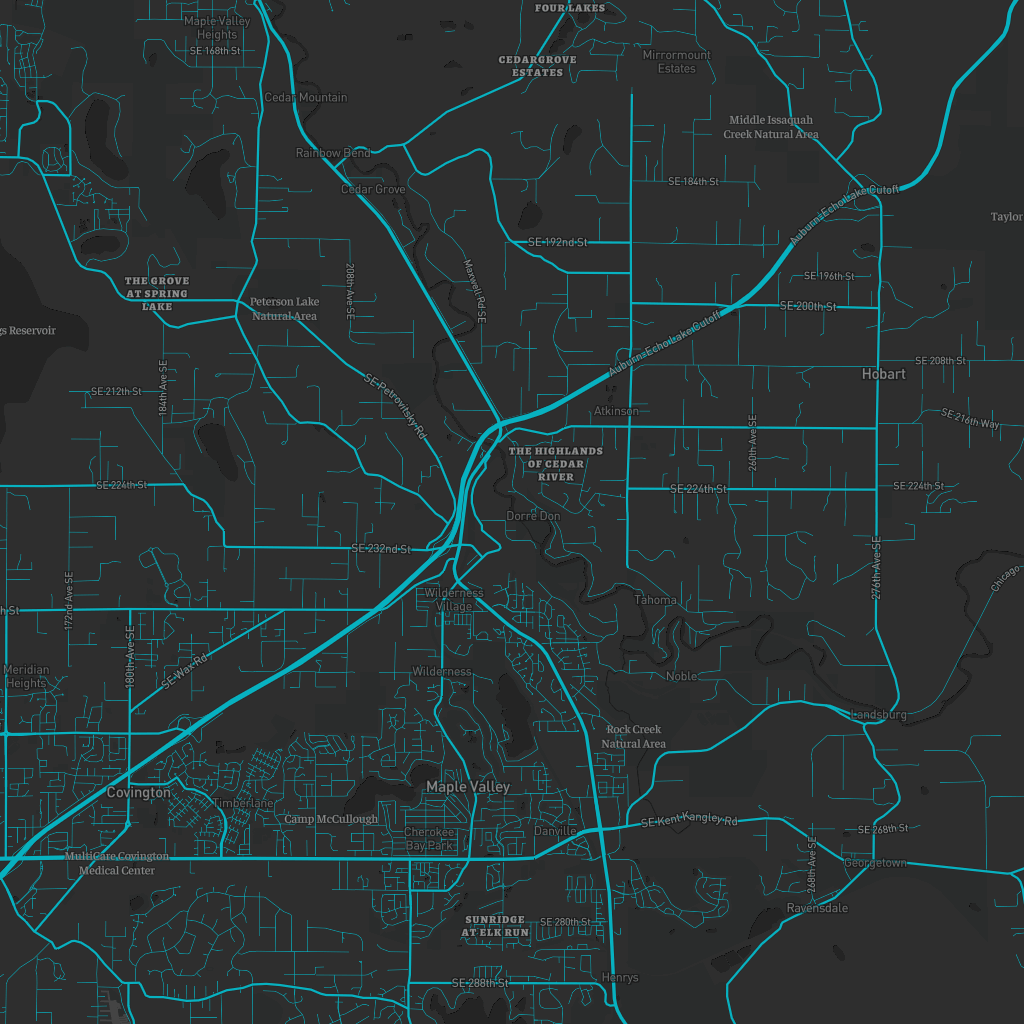 FOUR LAKES
Maple Valley
Heights
SE 168th St
CEDARGROVE
ESTATES
Mirrormount
Estates
Cedar Mountain
Middle Issaquah
Creek Natural Area
Rainbow Bend
Cedar Grove
SE 184th St
Auburn-Echo Lake Cutoff
Taylor
SE 192nd St
Maxwell Rd SE
208th Ave SE
SE 196th St
THE GROVE
AT SPRING
LAKE
Peterson Lake
Natural Area
SE 200th St
gs Reservoir
Auburn-Echo Lake Cutoff
SE 208th St
Hobart
184th Ave SE
SE 212th St
SE Petrovitsky Rd
Atkinson
SE 216th Way
260th Ave SE
THE HIGHLANDS
OF CEDAR
RIVER
SE 224th St
SE 224th St
SE 224th St
Dorre Don
SE 232nd St
276th Ave SE
Chicago
172nd Ave SE
Wilderness
Village
Tahoma
h St
180th Ave SE
SE Wax Rd
Meridian
Heights
Wilderness
Noble
Landsburg
Rock Creek
Natural Area
Covington
Maple Valley
Timberlane
Camp McCullough
Cherokee
Bay Park
Danville
SE Kent Kangley Rd
SE 268th St
268th Ave SE
MultiCare Covington
Medical Center
Georgetown
Ravensdale
SUNRIDGE
AT ELK RUN
SE 280th St
SE 288th St
Henrys